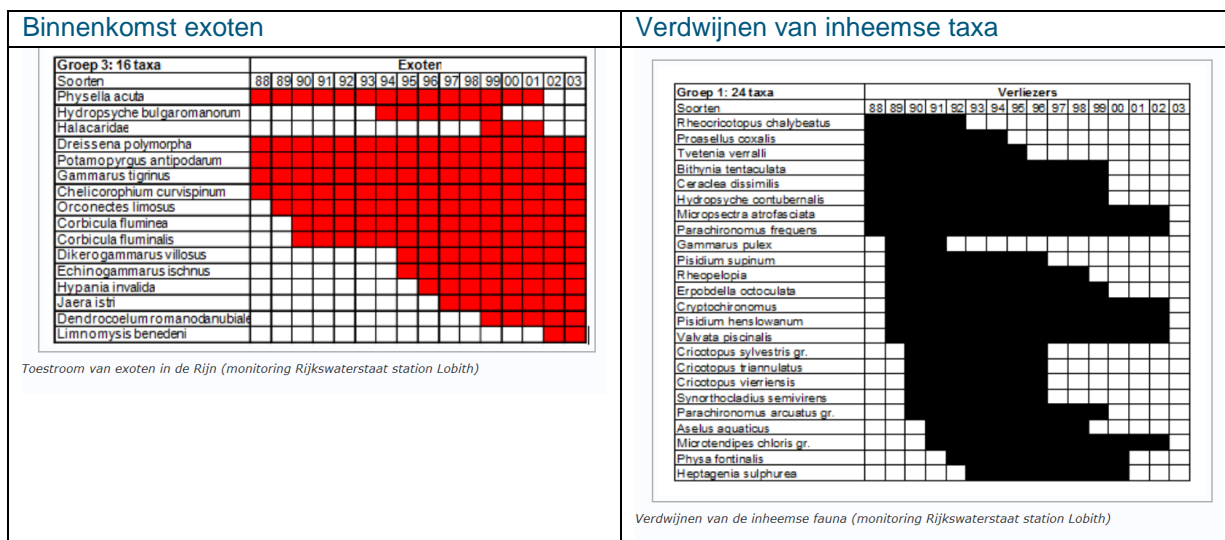 Binnenkomst exoten
Groep 3: 16 taxa Exoten
Soorten 88 89 90 91 92 93 94 95 96 97 98 99 00 01 02 03
Physella acuta
Hydropsyche bulgaromanorum
Halacaridae
Dreissena polymorpha
Potamopyrgus antipodarum
Gammarus tigrinus
Chelicorophium curvispinum
Orconectes limosus
Corbicula fluminea
Corbicula fluminalis
Dikerogammarus villosus
Echinogammarus ischnus
Hypania invalida
Jaera istri
Dendrocoelum romanodanubiale
Limnomysis benedeni
Toestroom van exoten in de Rijn (monitoring Rijkswaterstaat station Lobith)
Verdwijnen van inheemse taxa
Groep 1: 24 taxa Verliezers
Soorten 88 89 90 91 92 93 94 95 96 97 98 99 00 01 02 03
Rheocricotopus chalybeatus
Proasellus coxalis
Tvetenia verralli
Bithynia tentaculata
Ceraclea dissimilis
Hydropsyche contubernalis
Micropsectra atrofasciata
Parachironomus frequens
Gammarus pulex
Pisidium supinum
Rheopelopia
Erpobdella octoculata
Cryptochironomus
Pisidium henslowanum
Valvata piscinalis
Cricotopus sylvestris gr.
Cricotopus triannulatus
Cricotopus vierriensis
Synorthocladius semivirens
Parachironomus arcuatus gr.
Aselus aquaticus
Microtendipes chloris gr.
Physa fontinalis
Heptagenia sulphurea
Verdwijnen van de inheemse fauna (monitoring Rijkswaterstaat station Lobith)